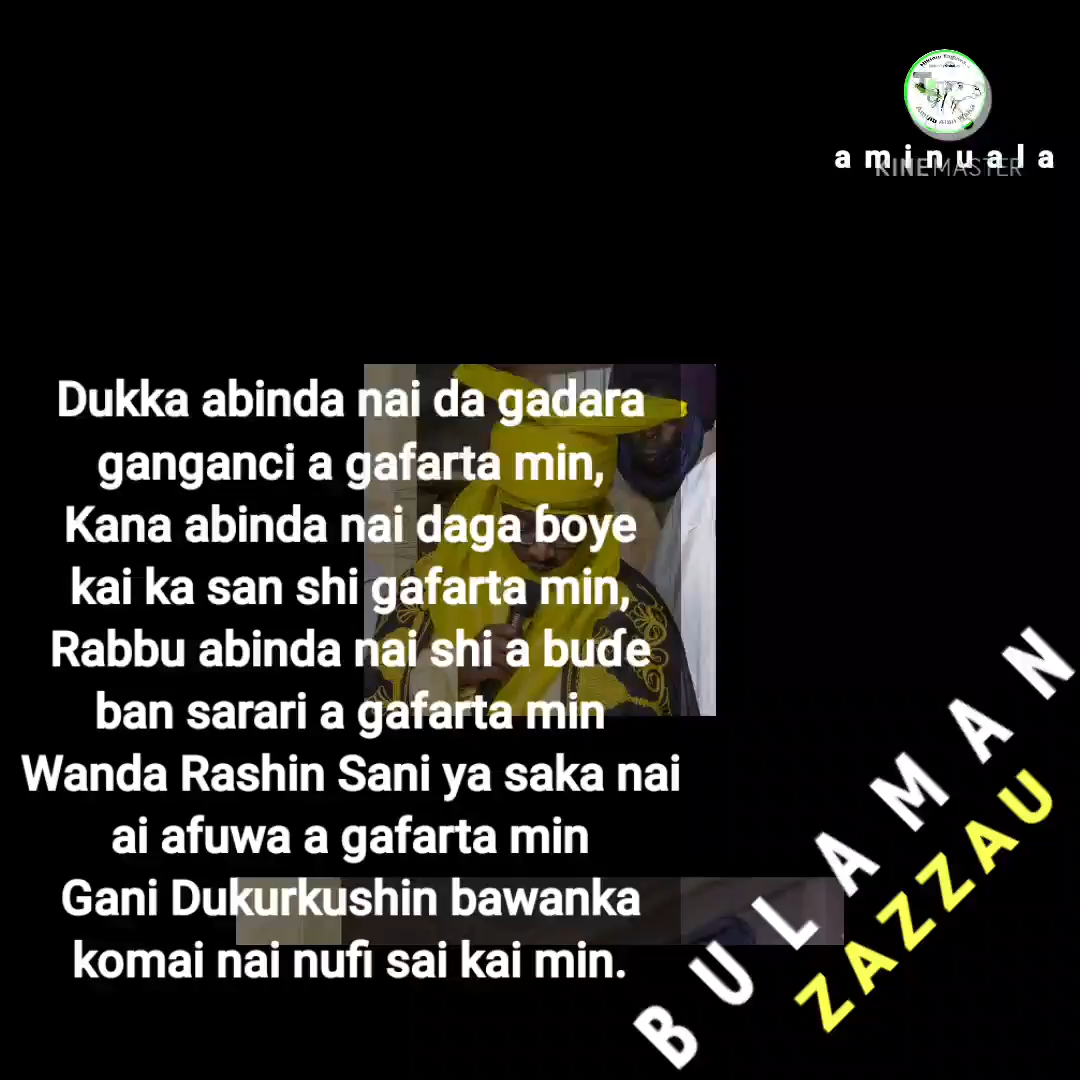 aminuala
KINEMASTER
Dukka abinda nai da gadara
ganganci a gafarta min,
Kana abinda nai daga ɓoye
kai ka san shi gafarta min,
Rabbu abinda nai shi a buɗe
ban sarari a gafarta min
Wanda Rashin Sani ya saka nai
ai afuwa a gafarta min
Gani Dukurkushin bawanka
komai nai nufi sai kai min.
BULAMAN
ZAZZAU